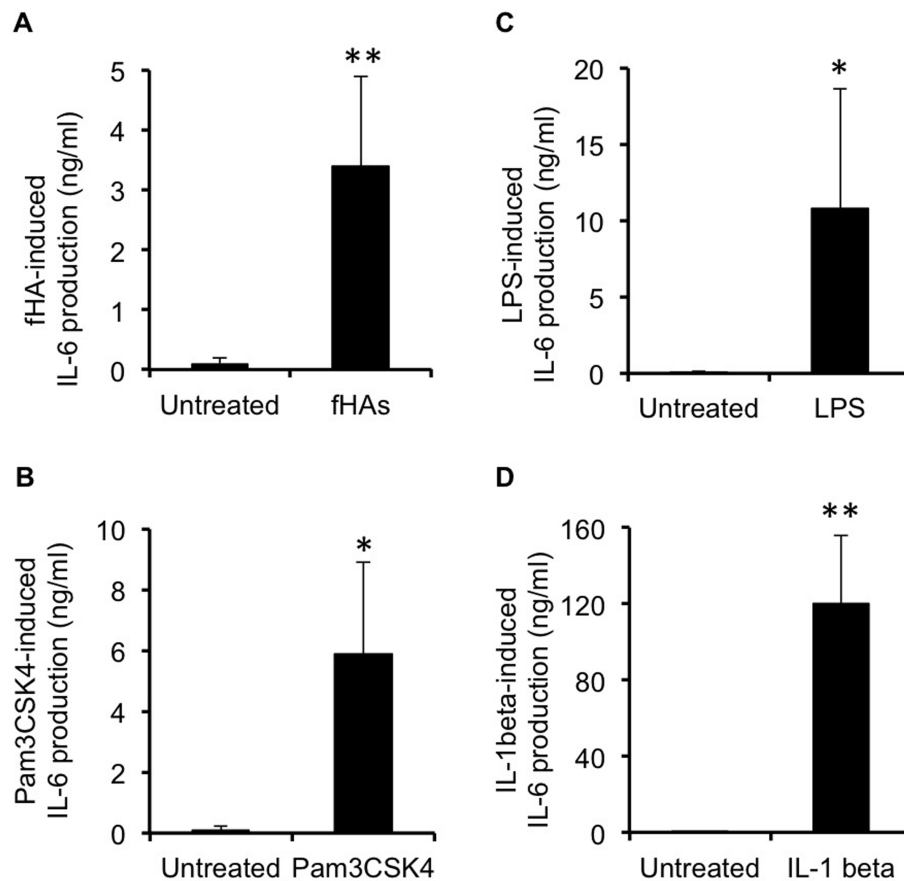 A
fHA-induced
IL-6 production (ng/ml)
5
4
3
2
1
0
**
Untreated fHAs
C
LPS-induced
IL-6 production (ng/ml)
20
15
10
5
0
*
Untreated LPS
B
Pam3CSK4-induced
IL-6 production (ng/ml)
10
8
6
4
2
0
*
Untreated Pam3CSK4
D
IL-1beta-induced
IL-6 production (ng/ml)
160
120
80
40
0
**
Untreated IL-1 beta